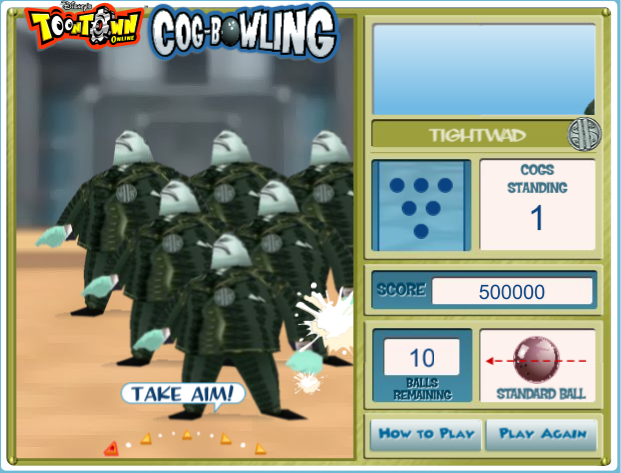 Disney's
TOONTOWN
ONLINE
COG-BOWLING
TIGHTWAD
COGS
STANDING
1
SCORE 500000
10
BALLS
REMAINING
STANDARD BALL
TAKE AIM!
HOW TO PLAY PLAY AGAIN